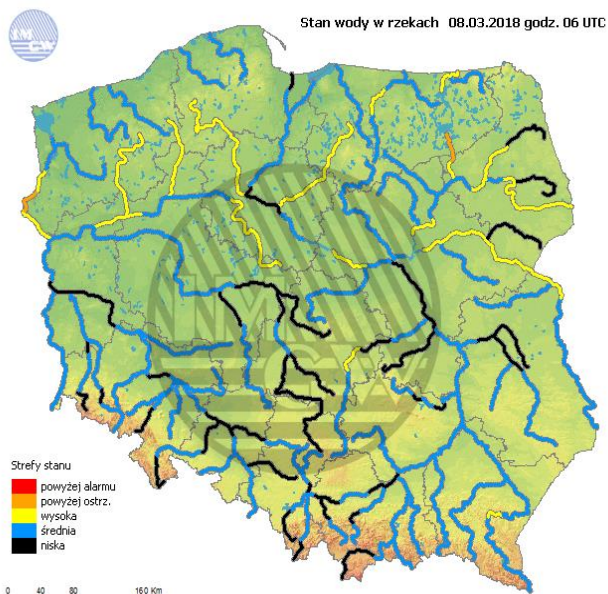 Stan wody w rzekach 08.03.2018 godz. 06 UTC
IMGW
Strefy stanu
powyżej alarmu
powyżej ostrz.
wysoka
średnia
niska
0 40 80 160 Km